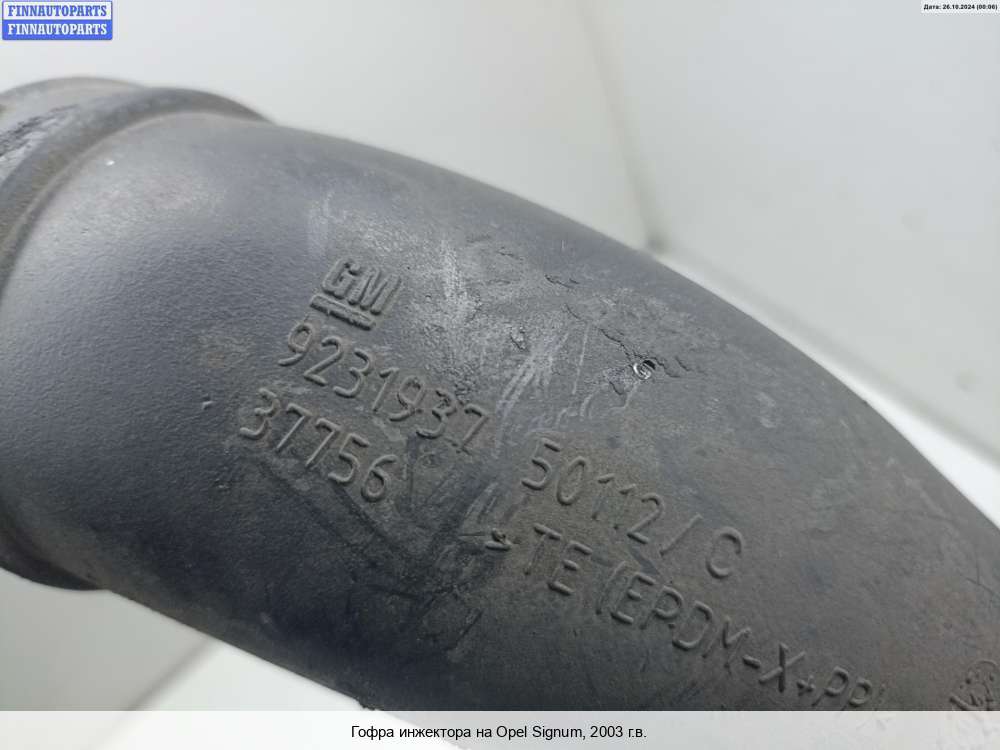 FINNAUTOPARTS
FINNAUTOPARTS
Дата: 26.10.2024 (00:06)
GM
9231937
37756
50112/C
TE (EPDM-X+PP)
Гофра инжектора на Opel Signum, 2003 г.в.